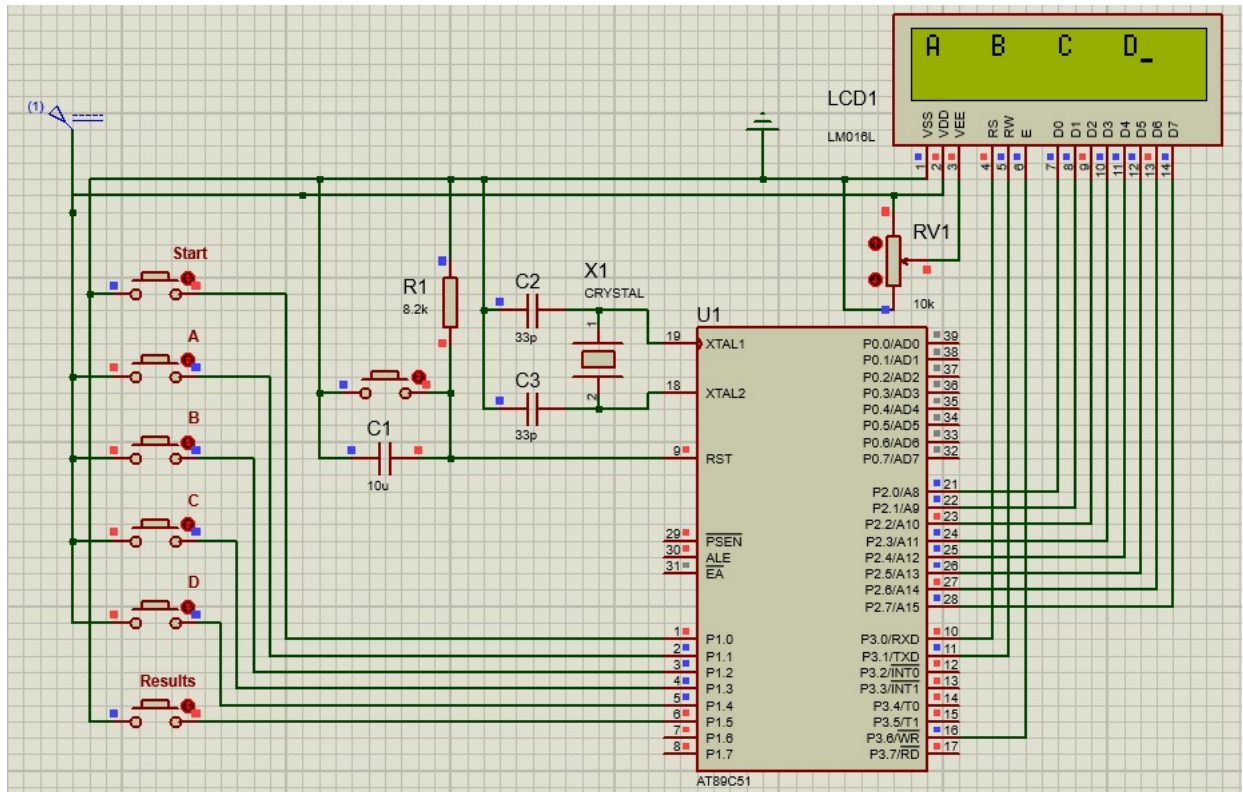 A B C D_
LCD1
LM016L
VSS
VDD
VEE
RS
RW
E
D0
D1
D2
D3
D4
D5
D6
D7
1
2
3
4
5
6
7
8
9
10
11
12
13
14
(1)
Start
A
B
C
D
Results
R1
8.2k
C1
10u
C2
33p
C3
33p
X1
CRYSTAL
1
2
RV1
10k
U1
19 XTAL1
18 XTAL2
9 RST
29 PSEN
30 ALE
31 EA
1 P1.0
2 P1.1
3 P1.2
4 P1.3
5 P1.4
6 P1.5
7 P1.6
8 P1.7
P0.0/AD0 39
P0.1/AD1 38
P0.2/AD2 37
P0.3/AD3 36
P0.4/AD4 35
P0.5/AD5 34
P0.6/AD6 33
P0.7/AD7 32
P2.0/A8 21
P2.1/A9 22
P2.2/A10 23
P2.3/A11 24
P2.4/A12 25
P2.5/A13 26
P2.6/A14 27
P2.7/A15 28
P3.0/RXD 10
P3.1/TXD 11
P3.2/INT0 12
P3.3/INT1 13
P3.4/T0 14
P3.5/T1 15
P3.6/WR 16
P3.7/RD 17
AT89C51